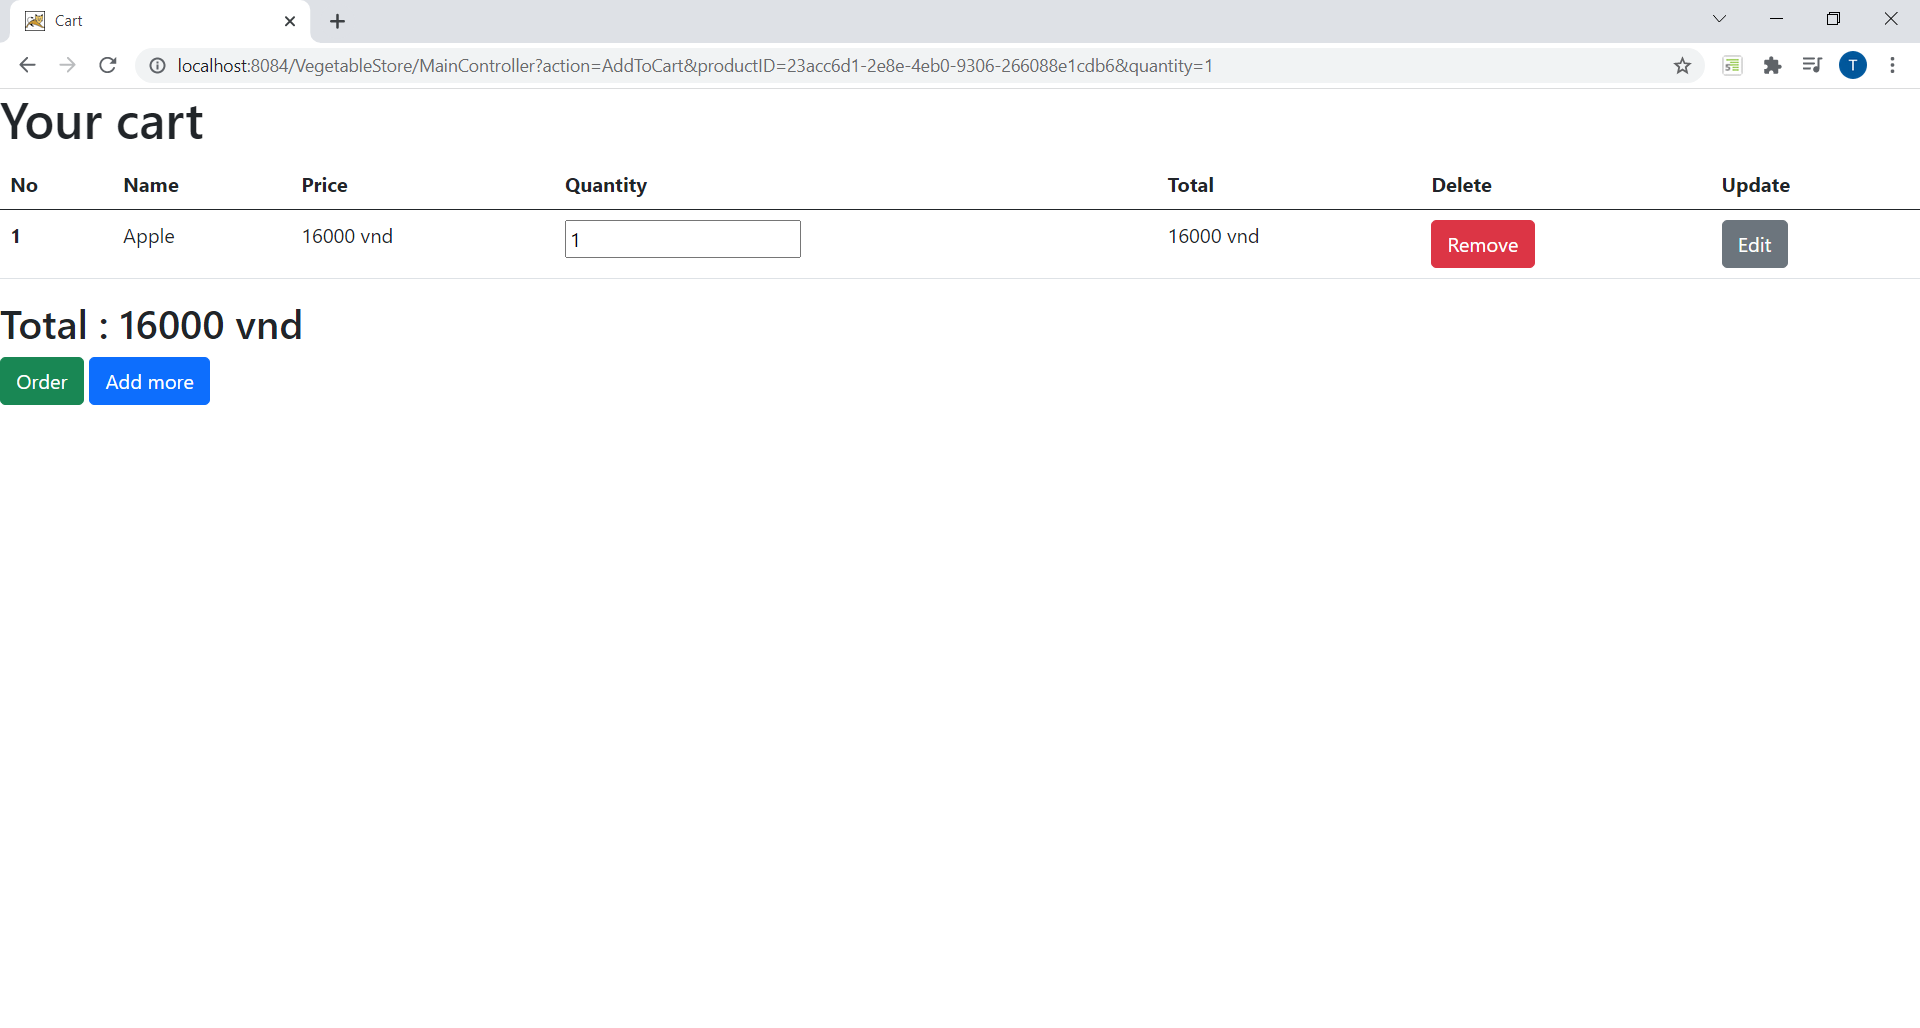 Cart
localhost:8084/VegetableStore/MainController?action=AddToCart&productID=23acc6d1-2e8e-4eb0-9306-266088e1cdb6&quantity=1
T
Your cart
No Name Price Quantity Total Delete Update
1 Apple 16000 vnd 1 16000 vnd Remove Edit
Total : 16000 vnd
Order Add more